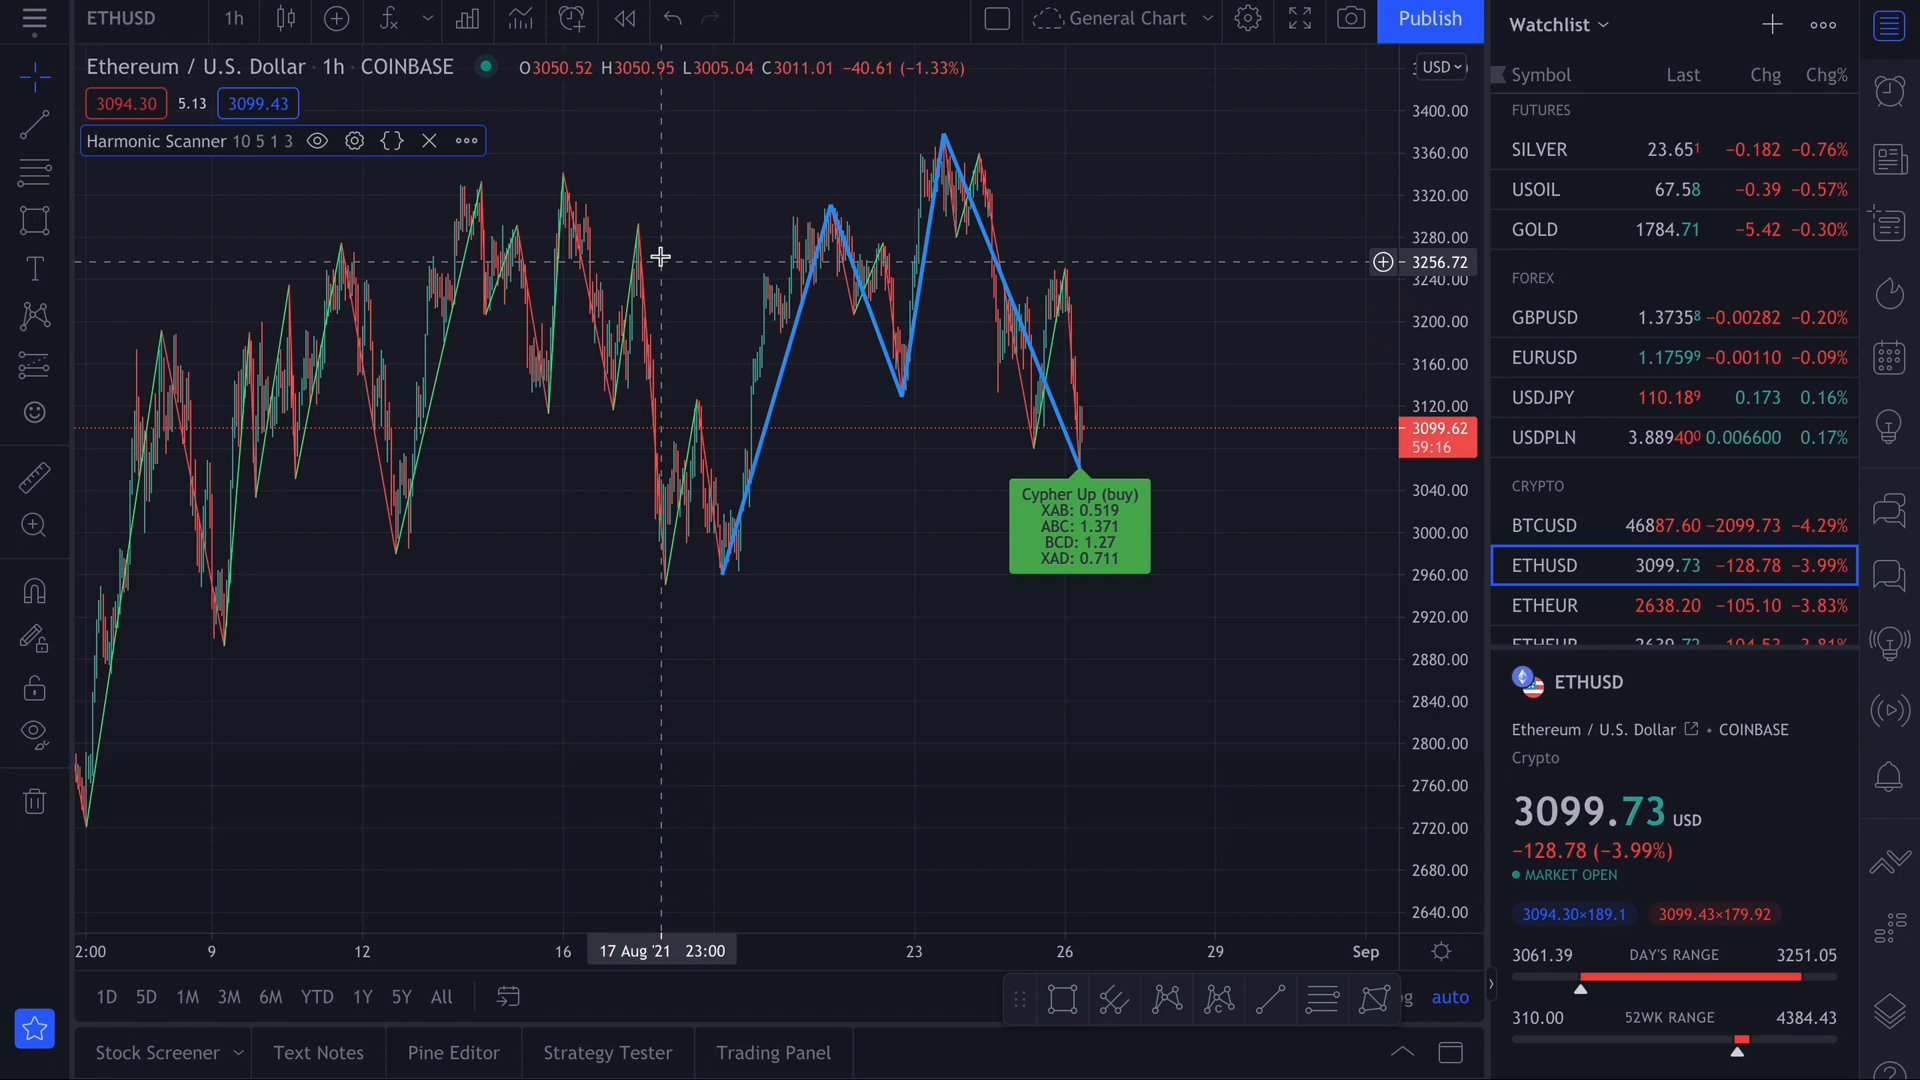 ETHUSD
1h
General Chart
Publish
Ethereum / U.S. Dollar · 1h · COINBASE
O3050.52 H3050.95 L3005.04 C3011.01 −40.61 (−1.33%)
3094.30 5.13 3099.43
Harmonic Scanner 10 5 1 3
USD
3400.00
3360.00
3320.00
3280.00
3256.72
3240.00
3200.00
3160.00
3120.00
3099.62
59:16
3040.00
3000.00
2960.00
2920.00
2880.00
2840.00
2800.00
2760.00
2720.00
2680.00
2640.00
Cypher Up (buy)
XAB: 0.519
ABC: 1.371
BCD: 1.27
XAD: 0.711
2:00 9 12 16 17 Aug '21 23:00 23 26 29 Sep
1D 5D 1M 3M 6M YTD 1Y 5Y All
auto
Stock Screener Text Notes Pine Editor Strategy Tester Trading Panel
Watchlist
Symbol Last Chg Chg%
FUTURES
SILVER 23.651 −0.182 −0.76%
USOIL 67.58 −0.39 −0.57%
GOLD 1784.71 −5.42 −0.30%
FOREX
GBPUSD 1.37358 −0.00282 −0.20%
EURUSD 1.17599 −0.00110 −0.09%
USDJPY 110.189 0.173 0.16%
USDPLN 3.889400 0.006600 0.17%
CRYPTO
BTCUSD 46887.60 −2099.73 −4.29%
ETHUSD 3099.73 −128.78 −3.99%
ETHEUR 2638.20 −105.10 −3.83%
ETHEUR 2639.72 −104.53 −3.81%
ETHUSD
Ethereum / U.S. Dollar • COINBASE
Crypto
3099.73 USD
−128.78 (−3.99%)
MARKET OPEN
3094.30×189.1 3099.43×179.92
3061.39 DAY'S RANGE 3251.05
310.00 52WK RANGE 4384.43